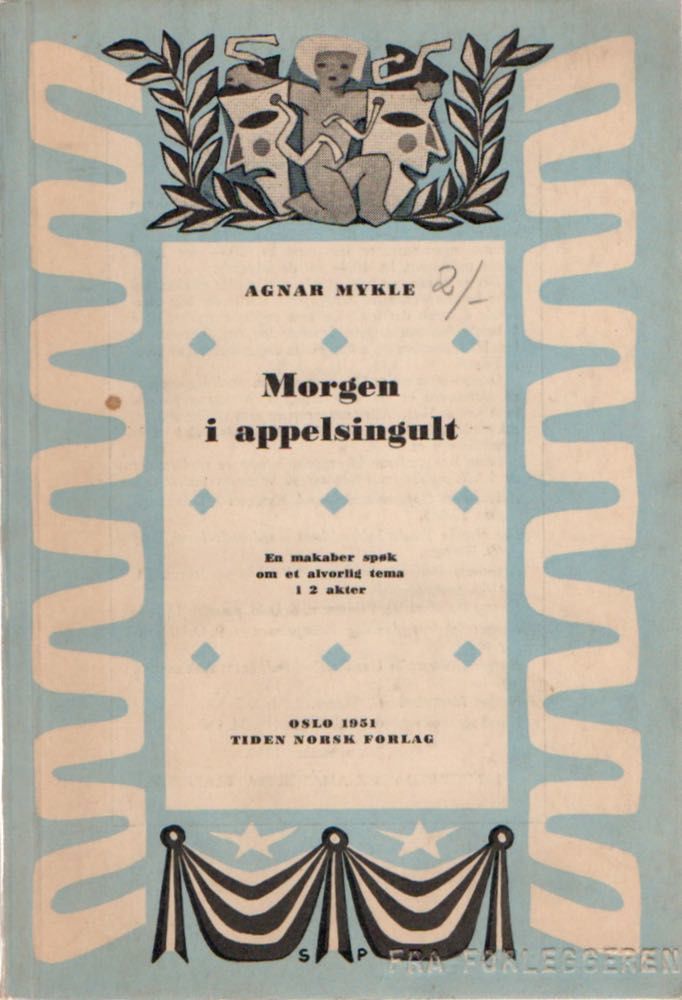 AGNAR MYKLE
2/-
Morgen
i appelsingult
En makaber spøk
om et alvorlig tema
i 2 akter
OSLO 1951
TIDEN NORSK FORLAG
S P
FRA FORLEGGEREN